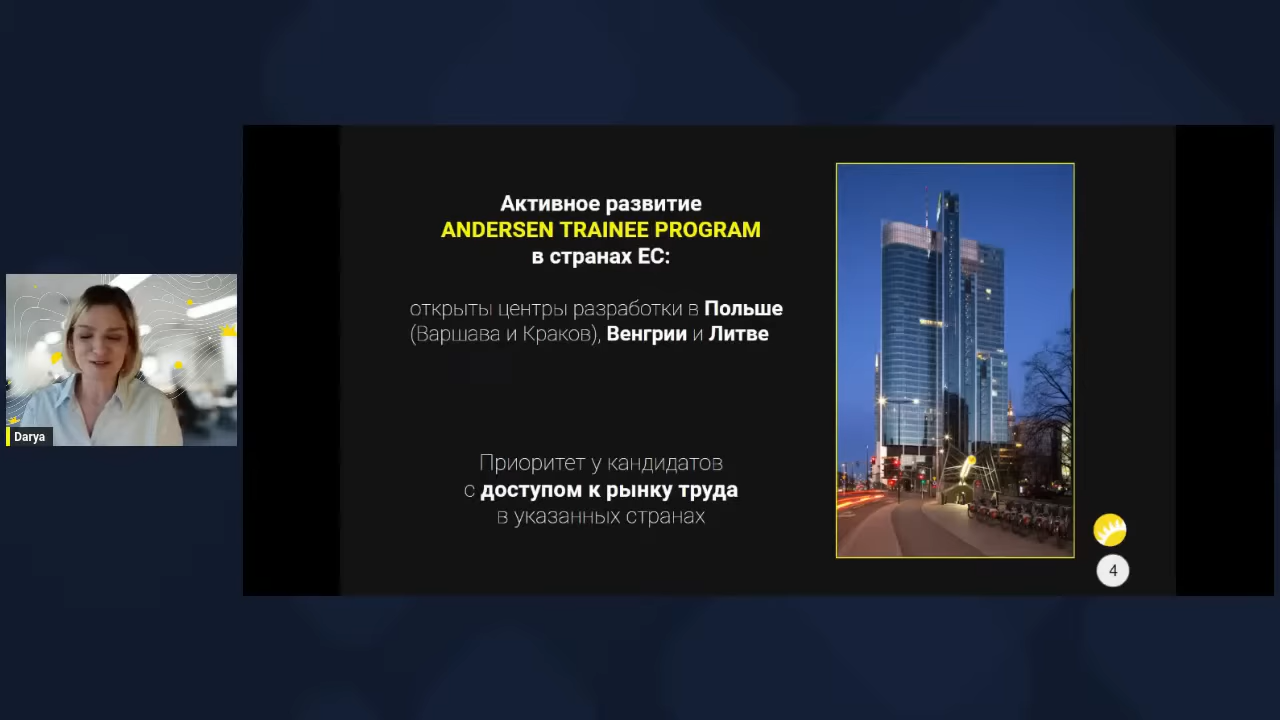 Активное развитие
ANDERSEN TRAINEE PROGRAM
в странах ЕС:
открыты центры разработки в Польше
(Варшава и Краков), Венгрии и Литве
Darya
Приоритет у кандидатов
с доступом к рынку труда
в указанных странах
4